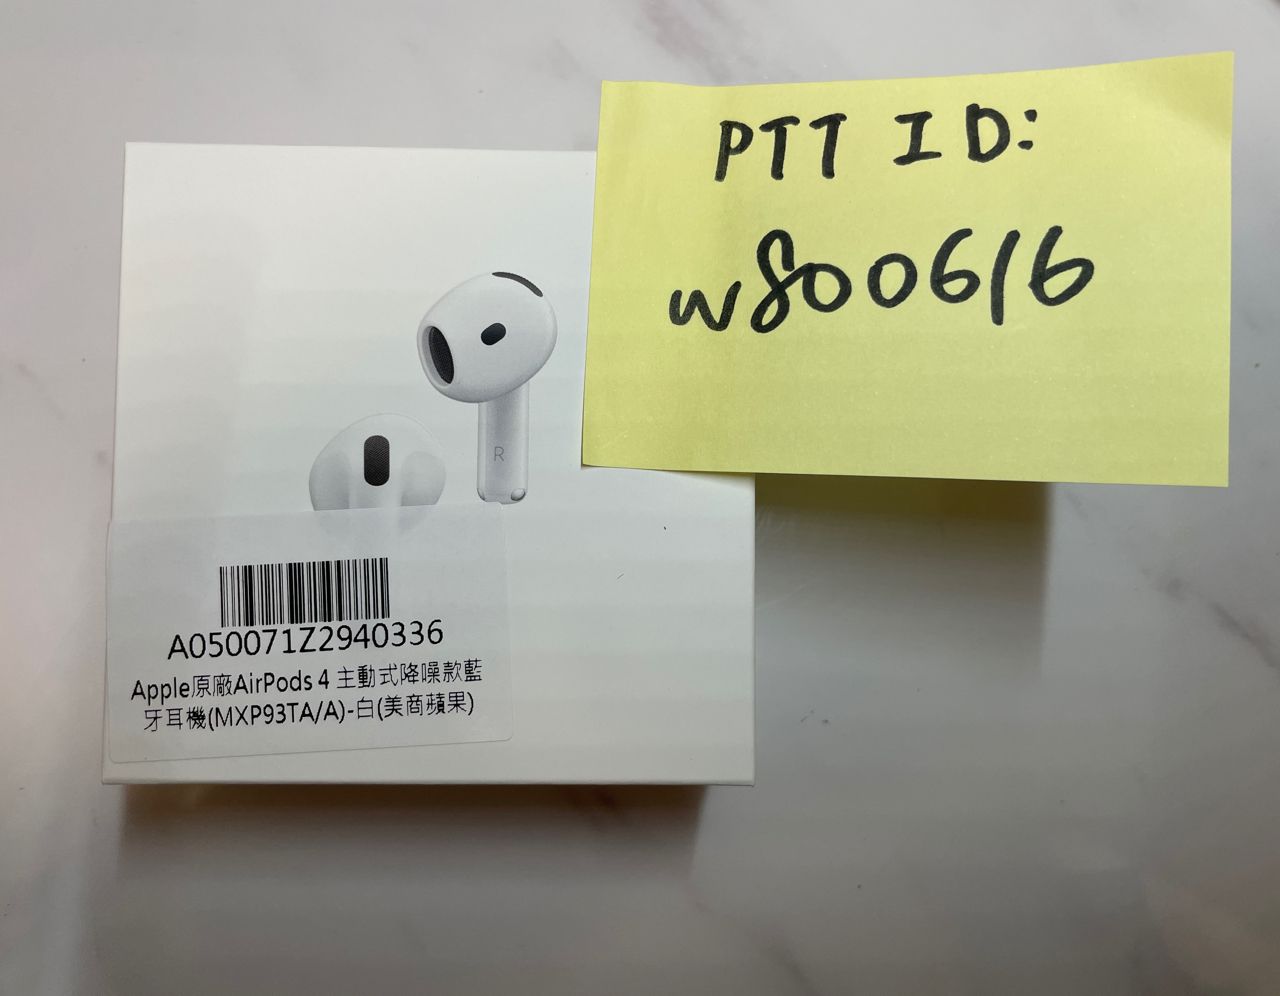 PTT ID:
w800616
R
A050071Z2940336
Apple原廠AirPods 4 主動式降噪款藍
牙耳機(MXP93TA/A)-白(美商蘋果)